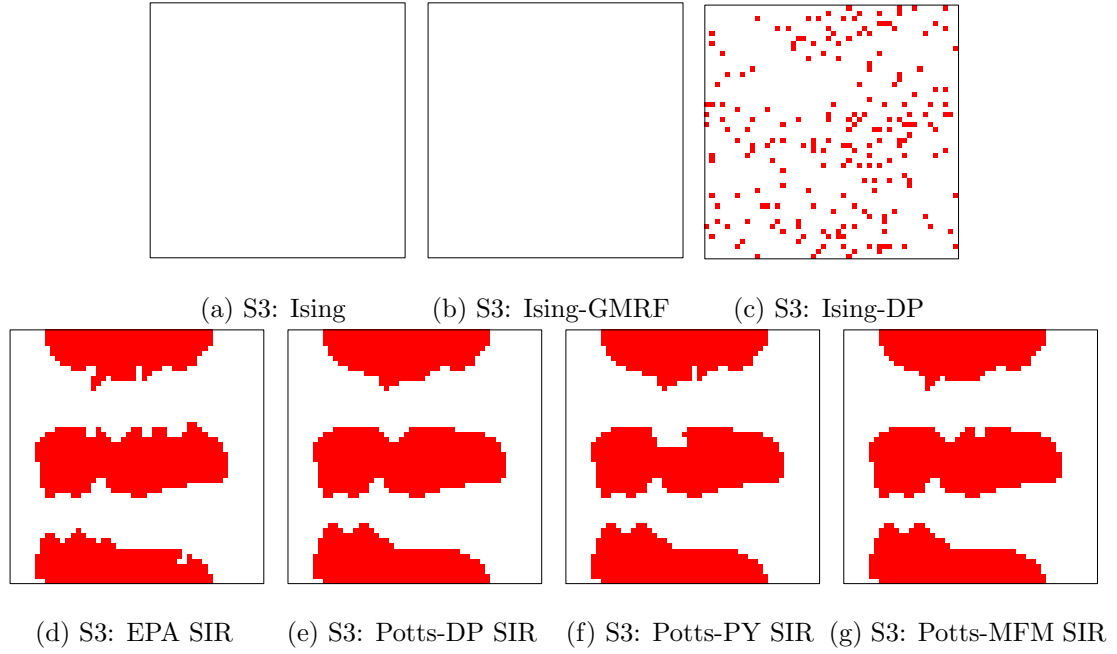 (a) S3: Ising (b) S3: Ising-GMRF (c) S3: Ising-DP
(d) S3: EPA SIR (e) S3: Potts-DP SIR (f) S3: Potts-PY SIR (g) S3: Potts-MFM SIR